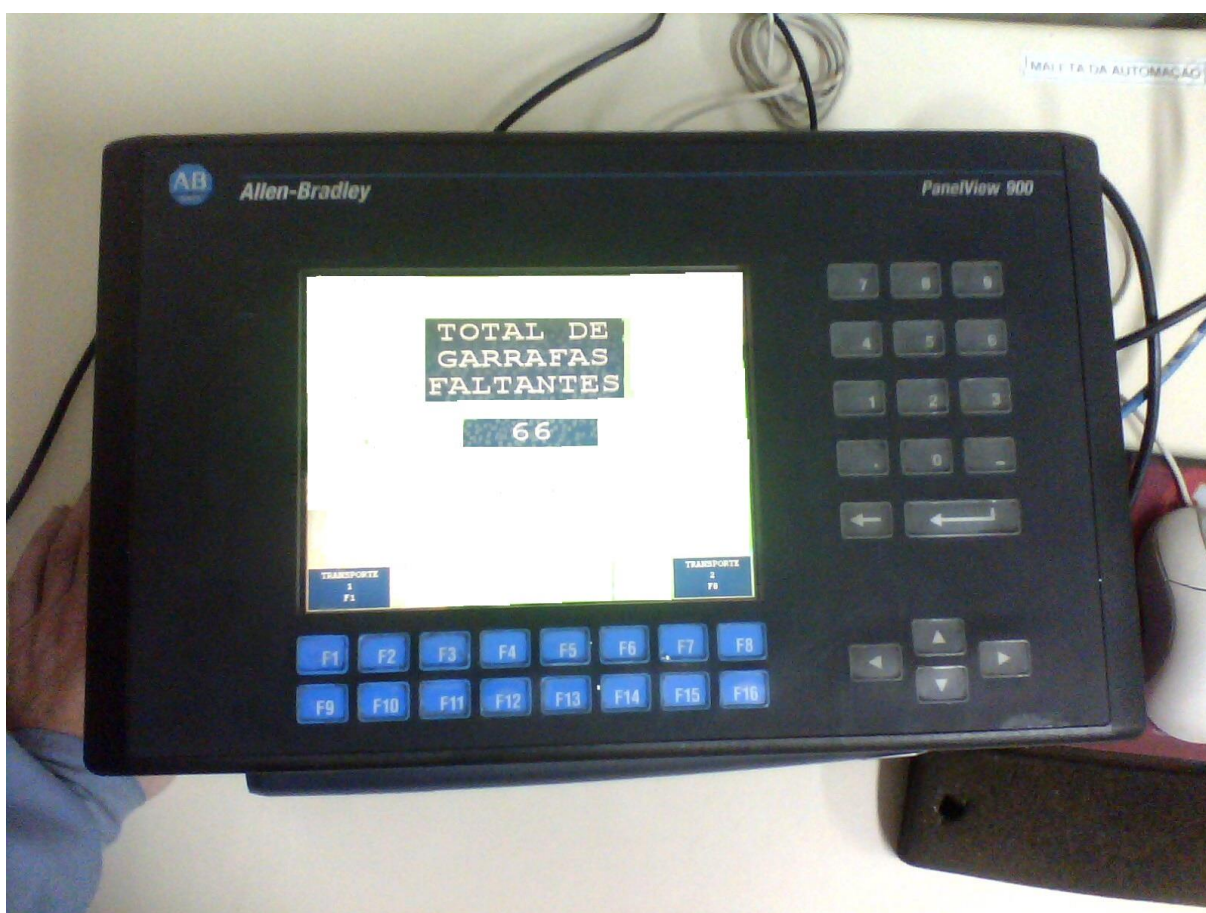 MALETA DA AUTOMAÇÃO
AB
Allen-Bradley
PanelView 900
TOTAL DE
GARRAFAS
FALTANTES
66
TRANSPORTE
1
F1
TRANSPORTE
2
F8
7 8 9
4 5 6
1 2 3
. 0 -
F1 F2 F3 F4 F5 F6 F7 F8
F9 F10 F11 F12 F13 F14 F15 F16